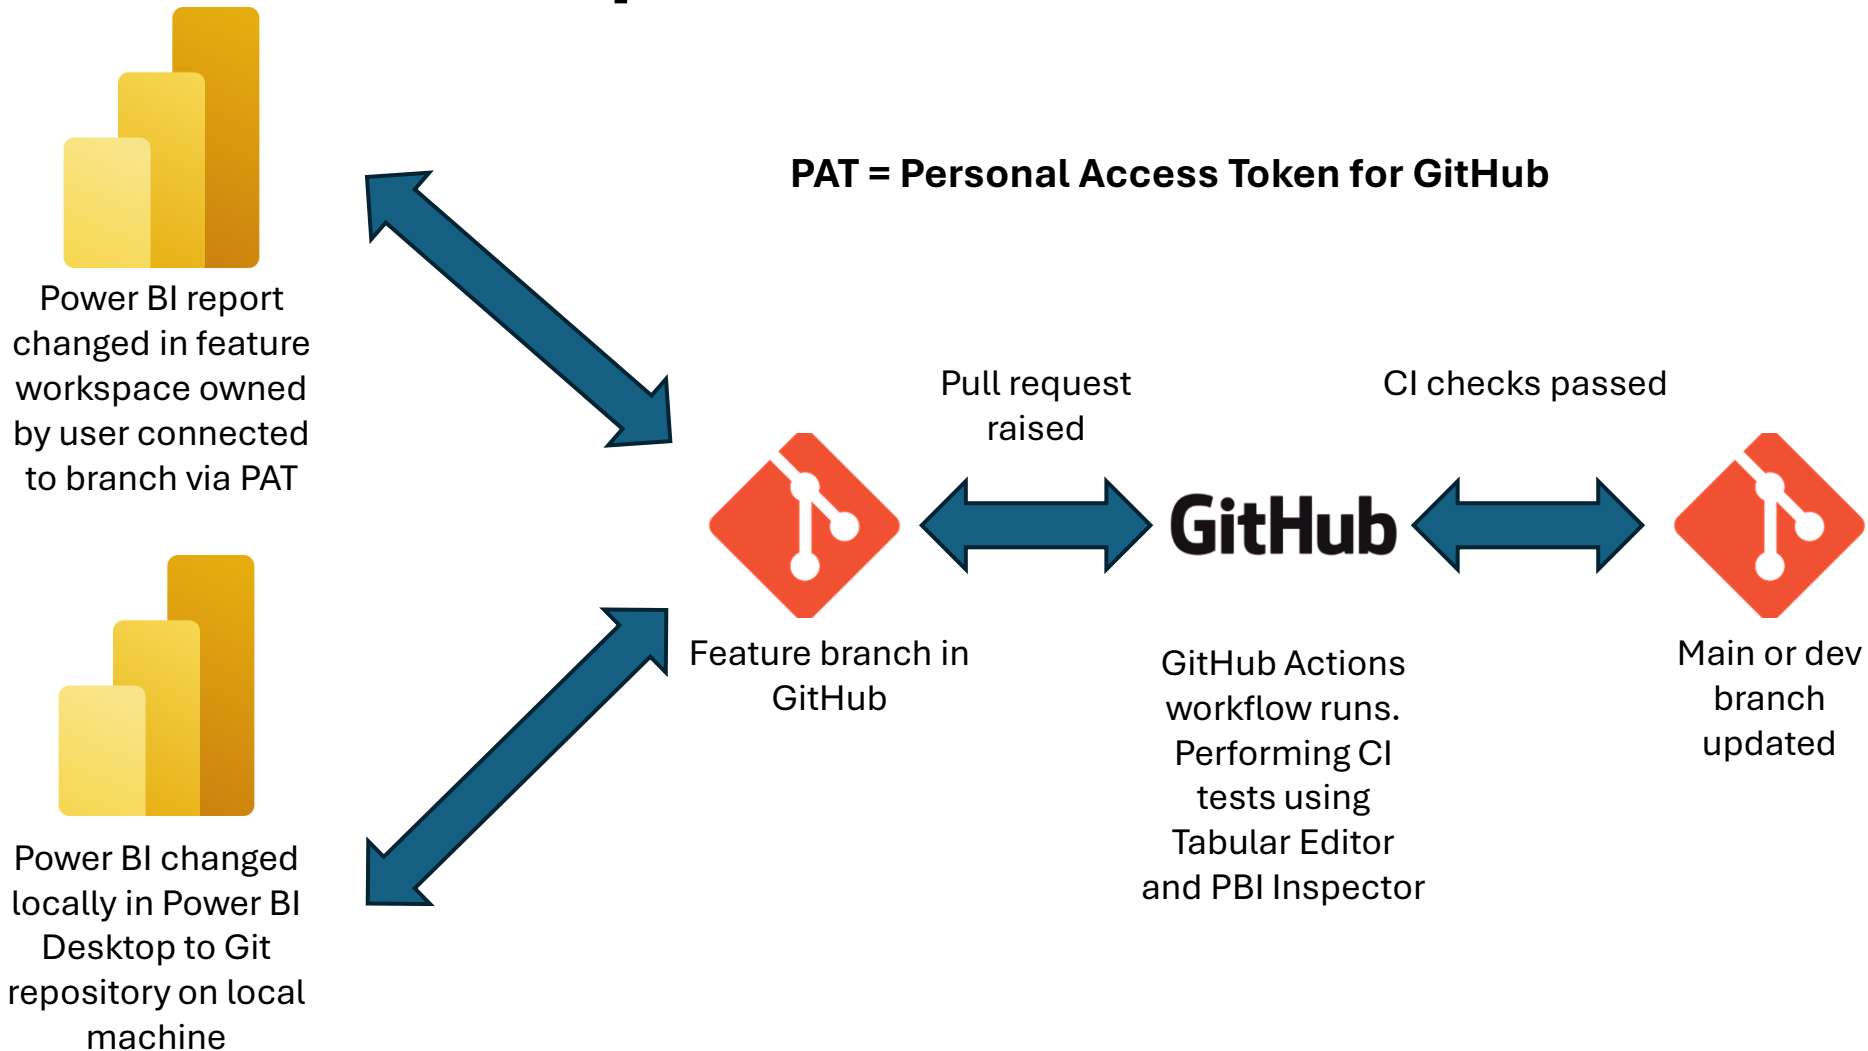 PAT = Personal Access Token for GitHub
Power BI report
changed in feature
workspace owned
by user connected
to branch via PAT
Pull request
raised
CI checks passed
GitHub
Feature branch in
GitHub
GitHub Actions
workflow runs.
Performing CI
tests using
Tabular Editor
and PBI Inspector
Main or dev
branch
updated
Power BI changed
locally in Power BI
Desktop to Git
repository on local
machine